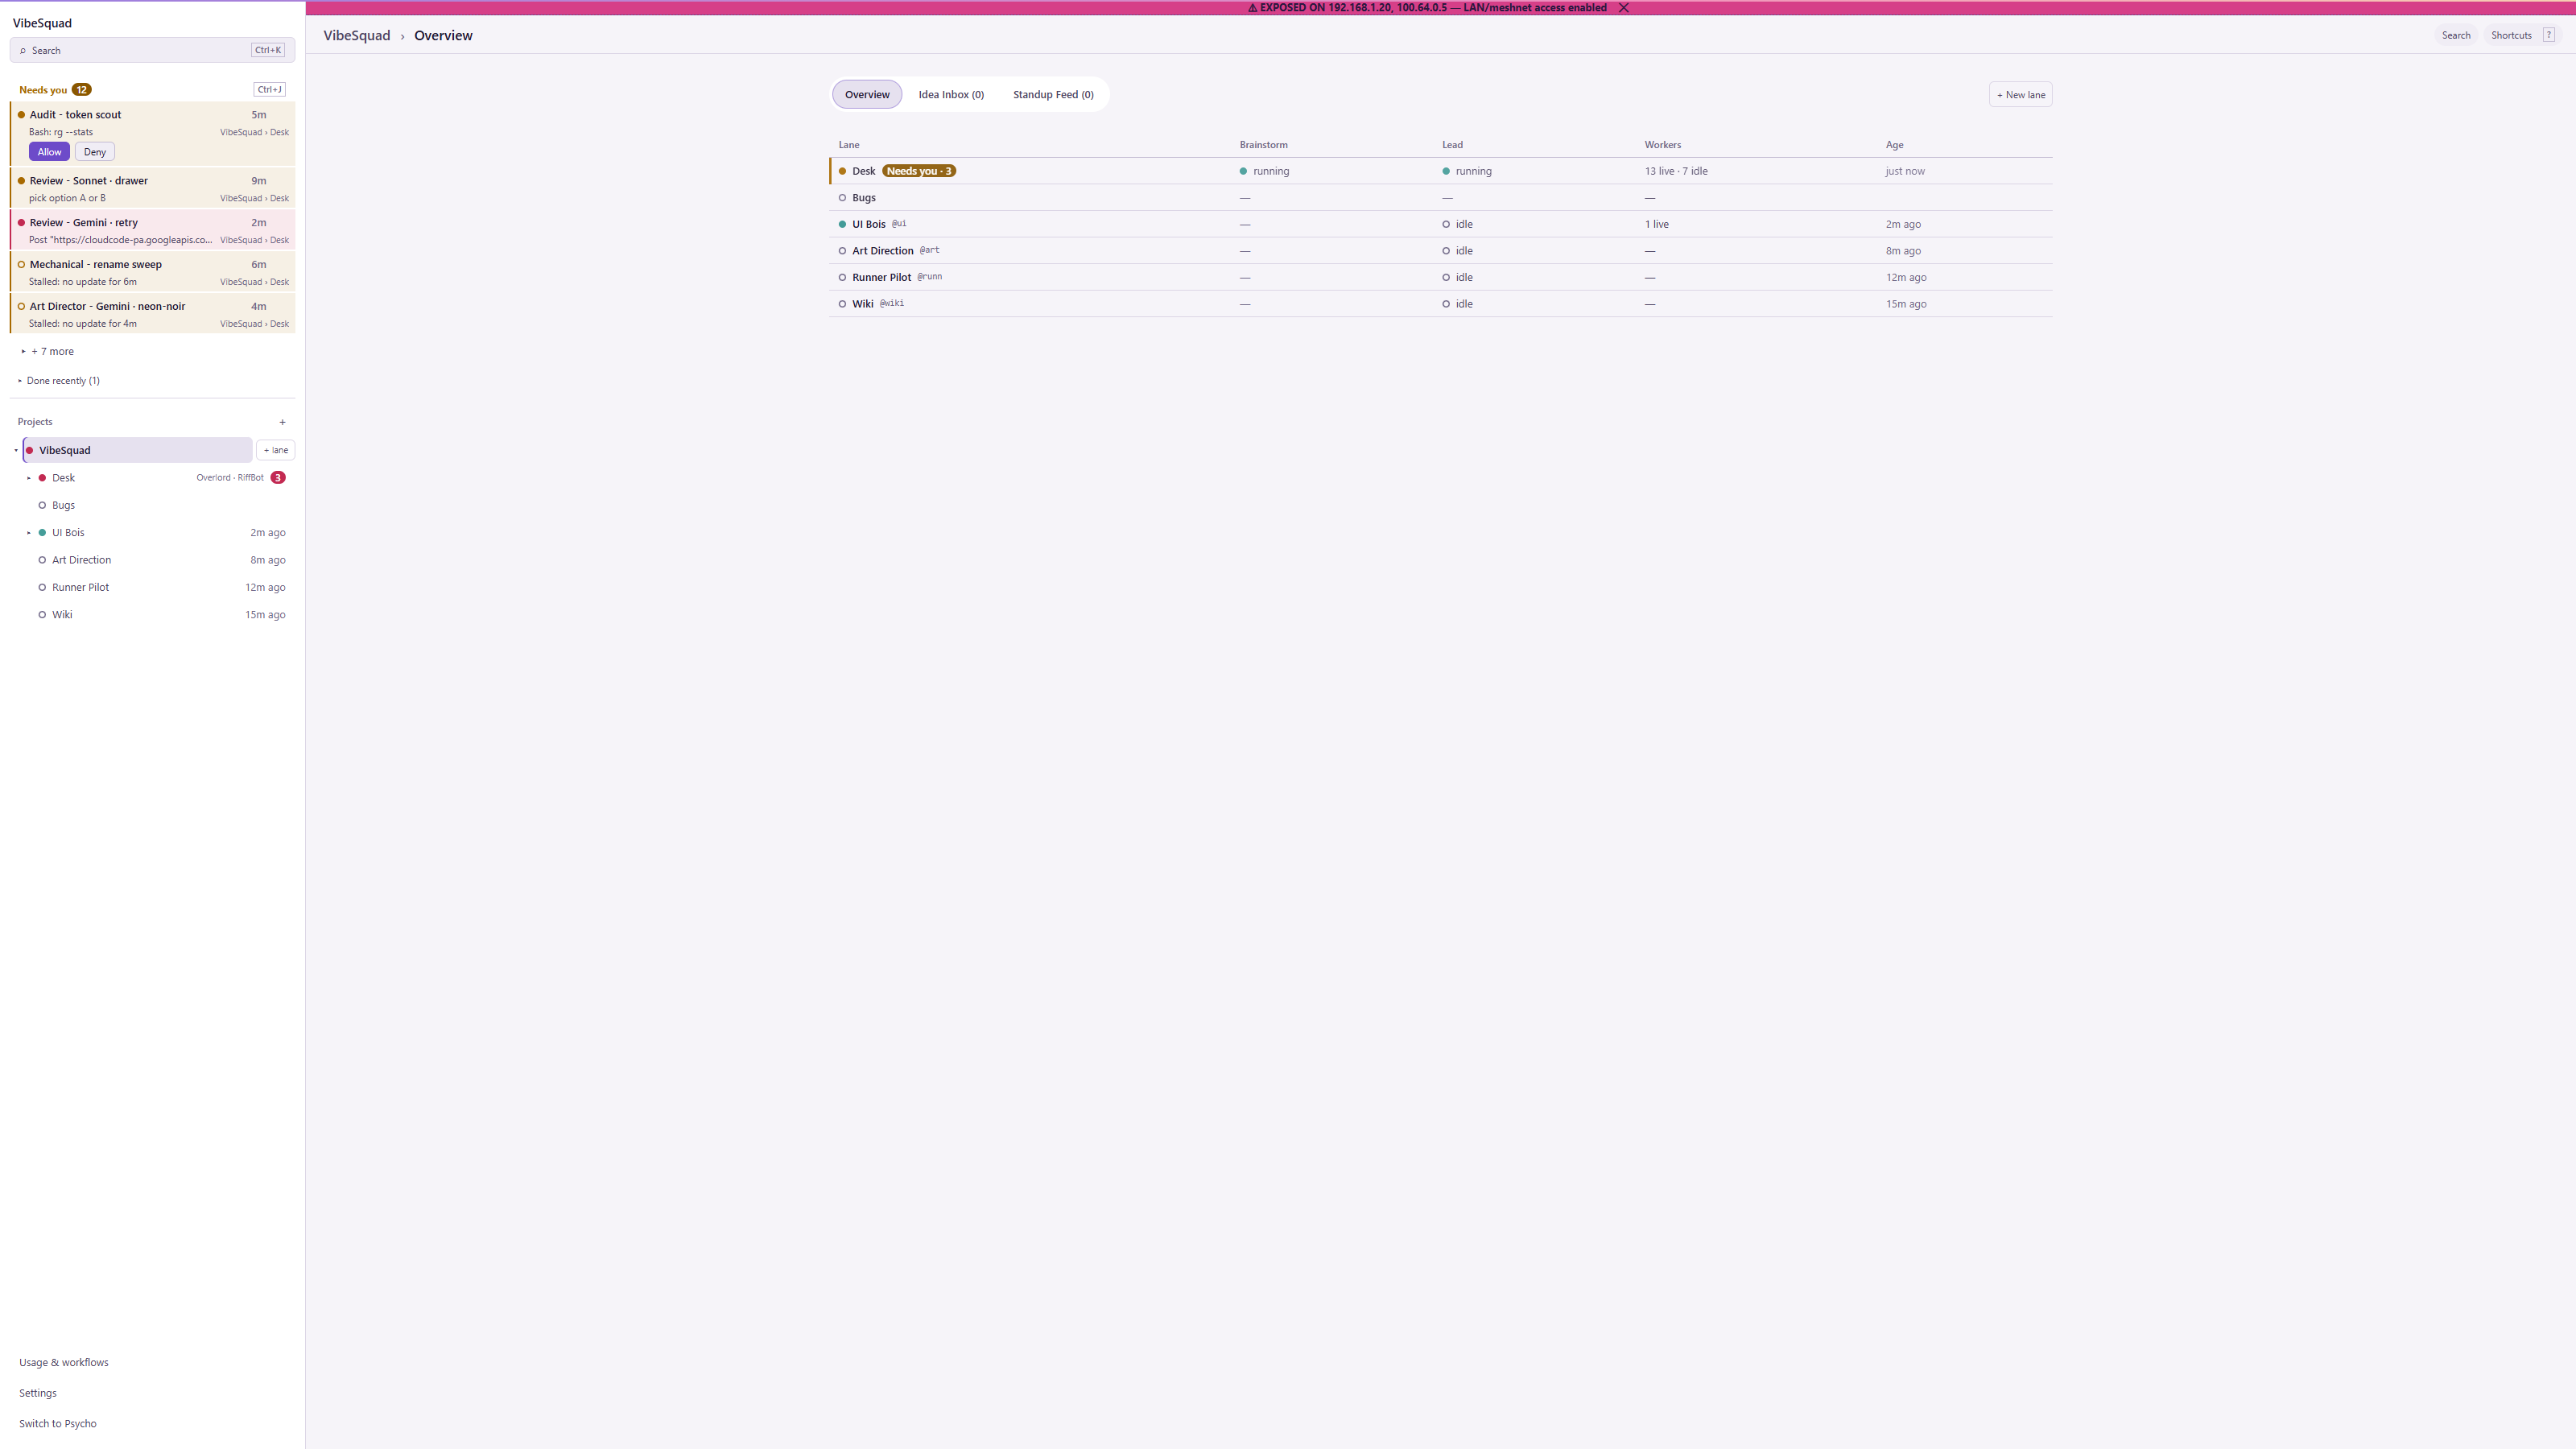 VibeSquad
⌕ Search Ctrl+K
Needs you 12 Ctrl+J
Audit - token scout 5m
Bash: rg --stats VibeSquad › Desk
Allow Deny
Review - Sonnet · drawer 9m
pick option A or B VibeSquad › Desk
Review - Gemini · retry 2m
Post "https://cloudcode-pa.googleapis.co... VibeSquad › Desk
Mechanical - rename sweep 6m
Stalled: no update for 6m VibeSquad › Desk
Art Director - Gemini · neon-noir 4m
Stalled: no update for 4m VibeSquad › Desk
▸ + 7 more
▸ Done recently (1)
Projects +
▾ VibeSquad + lane
▸ Desk Overlord · RiffBot 3
Bugs
▸ UI Bois 2m ago
Art Direction 8m ago
Runner Pilot 12m ago
Wiki 15m ago
Usage & workflows
Settings
Switch to Psycho
⚠ EXPOSED ON 192.168.1.20, 100.64.0.5 — LAN/meshnet access enabled ✕
VibeSquad › Overview Search Shortcuts ?
Overview Idea Inbox (0) Standup Feed (0) + New lane
Lane Brainstorm Lead Workers Age
Desk Needs you · 3 running running 13 live · 7 idle just now
Bugs — — —
UI Bois @ui — idle 1 live 2m ago
Art Direction @art — idle — 8m ago
Runner Pilot @runn — idle — 12m ago
Wiki @wiki — idle — 15m ago